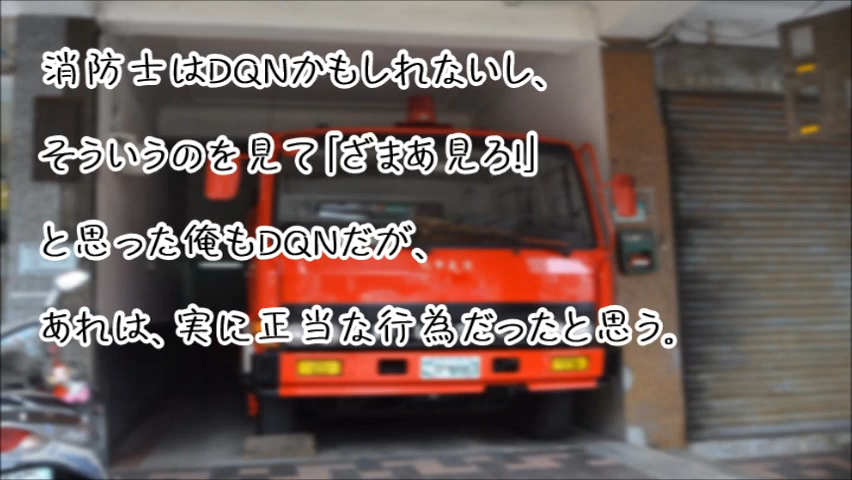 消防士はDQNかもしれないし、
そういうのを見て「ざまあ見ろ!」
と思った俺もDQNだが、
あれは、実に正当な行為だったと思う。